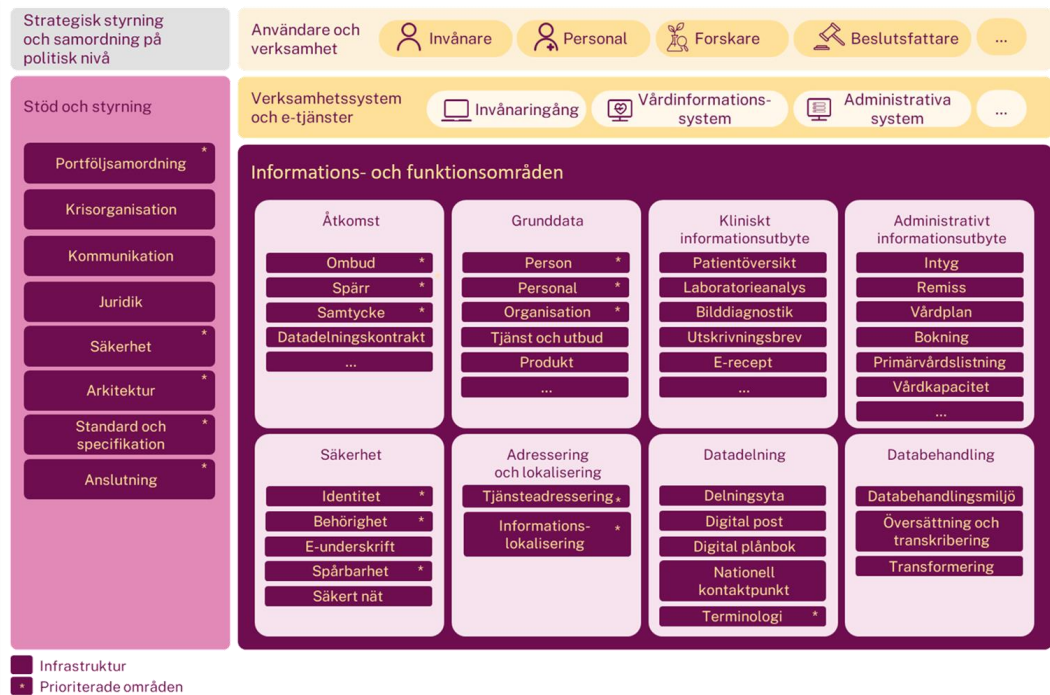 Strategisk styrning
och samordning på
politisk nivå
Användare och
verksamhet
Invånare
Personal
Forskare
Beslutsfattare
...
Stöd och styrning
Portföljsamordning *
Krisorganisation
Kommunikation
Juridik
Säkerhet *
Arkitektur *
Standard och *
specifikation
Anslutning *
Verksamhetssystem
och e-tjänster
Invånaringång
Vårdinformations-
system
Administrativa
system
...
Informations- och funktionsområden
Åtkomst
Ombud *
Spärr *
Samtycke *
Datadelningskontrakt
...
Grunddata
Person *
Personal *
Organisation *
Tjänst och utbud
Produkt
...
Kliniskt
informationsutbyte
Patientöversikt
Laboratorieanalys
Bilddiagnostik
Utskrivningsbrev
E-recept
...
Administrativt
informationsutbyte
Intyg
Remiss
Vårdplan
Bokning
Primärvårdslistning
Vårdkapacitet
...
Säkerhet
Identitet *
Behörighet *
E-underskrift
Spårbarhet *
Säkert nät
Adressering
och lokalisering
Tjänsteadressering *
Informations- *
lokalisering
Datadelning
Delningsyta
Digital post
Digital plånbok
Nationell
kontaktpunkt
Terminologi *
Databehandling
Databehandlingsmiljö
Översättning och
transkribering
Transformering
Infrastruktur
* Prioriterade områden